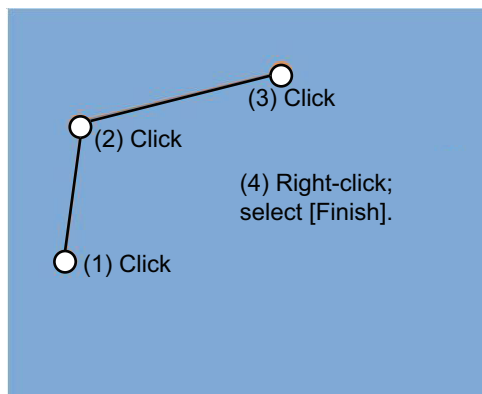 (3) Click
(2) Click
(4) Right-click;
select [Finish].
(1) Click